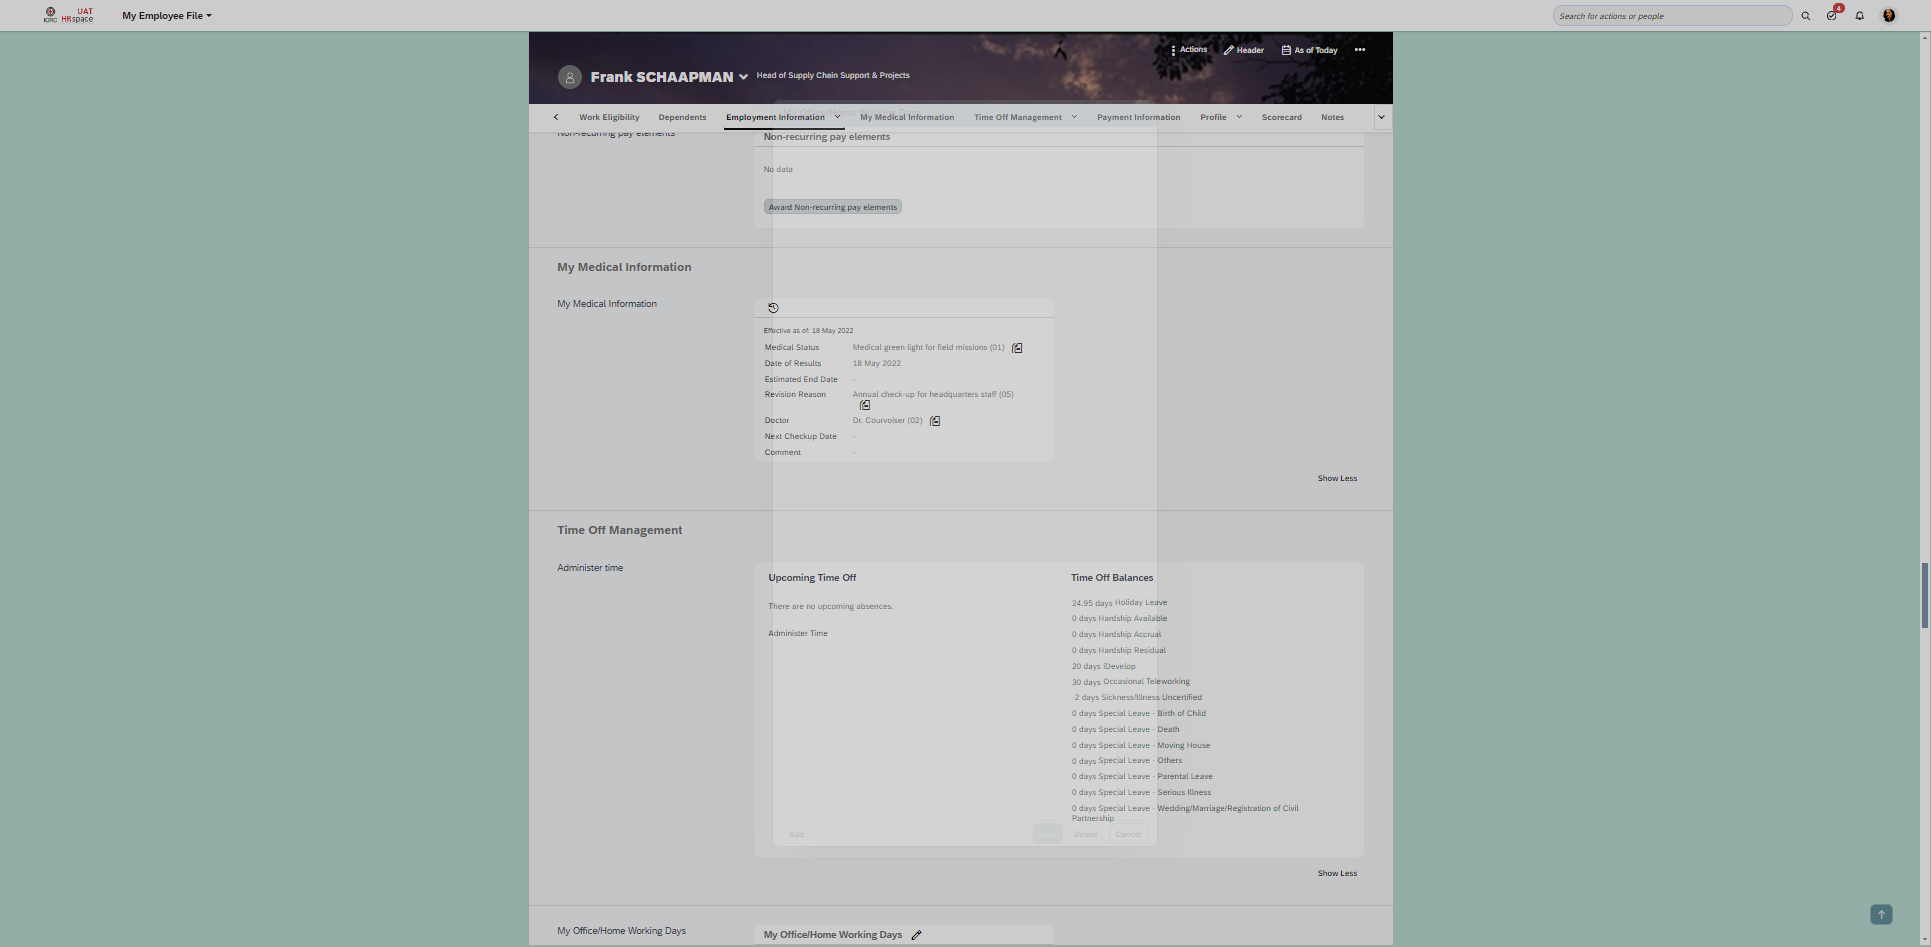 ICRC UAT HRspace My Employee File Search for actions or people 4
Actions Header As of Today
Frank SCHAAPMAN Head of Supply Chain Support & Projects
My Office/Home Working Days
Work Eligibility Dependents Employment Information My Medical Information Time Off Management Payment Information Profile Scorecard Notes
Non-recurring pay elements Non-recurring pay elements
No data
Award Non-recurring pay elements
My Medical Information
My Medical Information
Effective as of: 18 May 2022
Medical Status Medical green light for field missions (01)
Date of Results 18 May 2022
Estimated End Date -
Revision Reason Annual check-up for headquarters staff (05)
Doctor Dr. Courvoiser (02)
Next Checkup Date -
Comment -
Show Less
Time Off Management
Administer time
Upcoming Time Off
There are no upcoming absences.
Administer Time
Time Off Balances
24.95 days Holiday Leave
0 days Hardship Available
0 days Hardship Accrual
0 days Hardship Residual
20 days iDevelop
30 days Occasional Teleworking
-2 days Sickness/Illness Uncertified
0 days Special Leave - Birth of Child
0 days Special Leave - Death
0 days Special Leave - Moving House
0 days Special Leave - Others
0 days Special Leave - Parental Leave
0 days Special Leave - Serious Illness
0 days Special Leave - Wedding/Marriage/Registration of Civil
Partnership
Add Delete Cancel
Show Less
My Office/Home Working Days My Office/Home Working Days